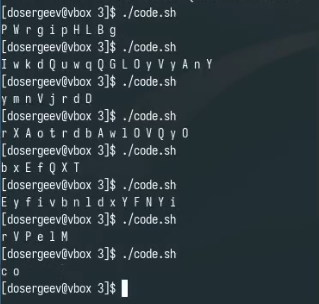 [dosergeev@vbox 3]$ ./code.sh
P W r g i p H L B g
[dosergeev@vbox 3]$ ./code.sh
I w k d Q u w q Q G L O y V y A n Y
[dosergeev@vbox 3]$ ./code.sh
y m n V j r d D
[dosergeev@vbox 3]$ ./code.sh
r X A o t r d b A w l O V Q y O
[dosergeev@vbox 3]$ ./code.sh
b x E f Q X T
[dosergeev@vbox 3]$ ./code.sh
E y f i v b n l d x Y F N Y i
[dosergeev@vbox 3]$ ./code.sh
r V P e l M
[dosergeev@vbox 3]$ ./code.sh
c o
[dosergeev@vbox 3]$